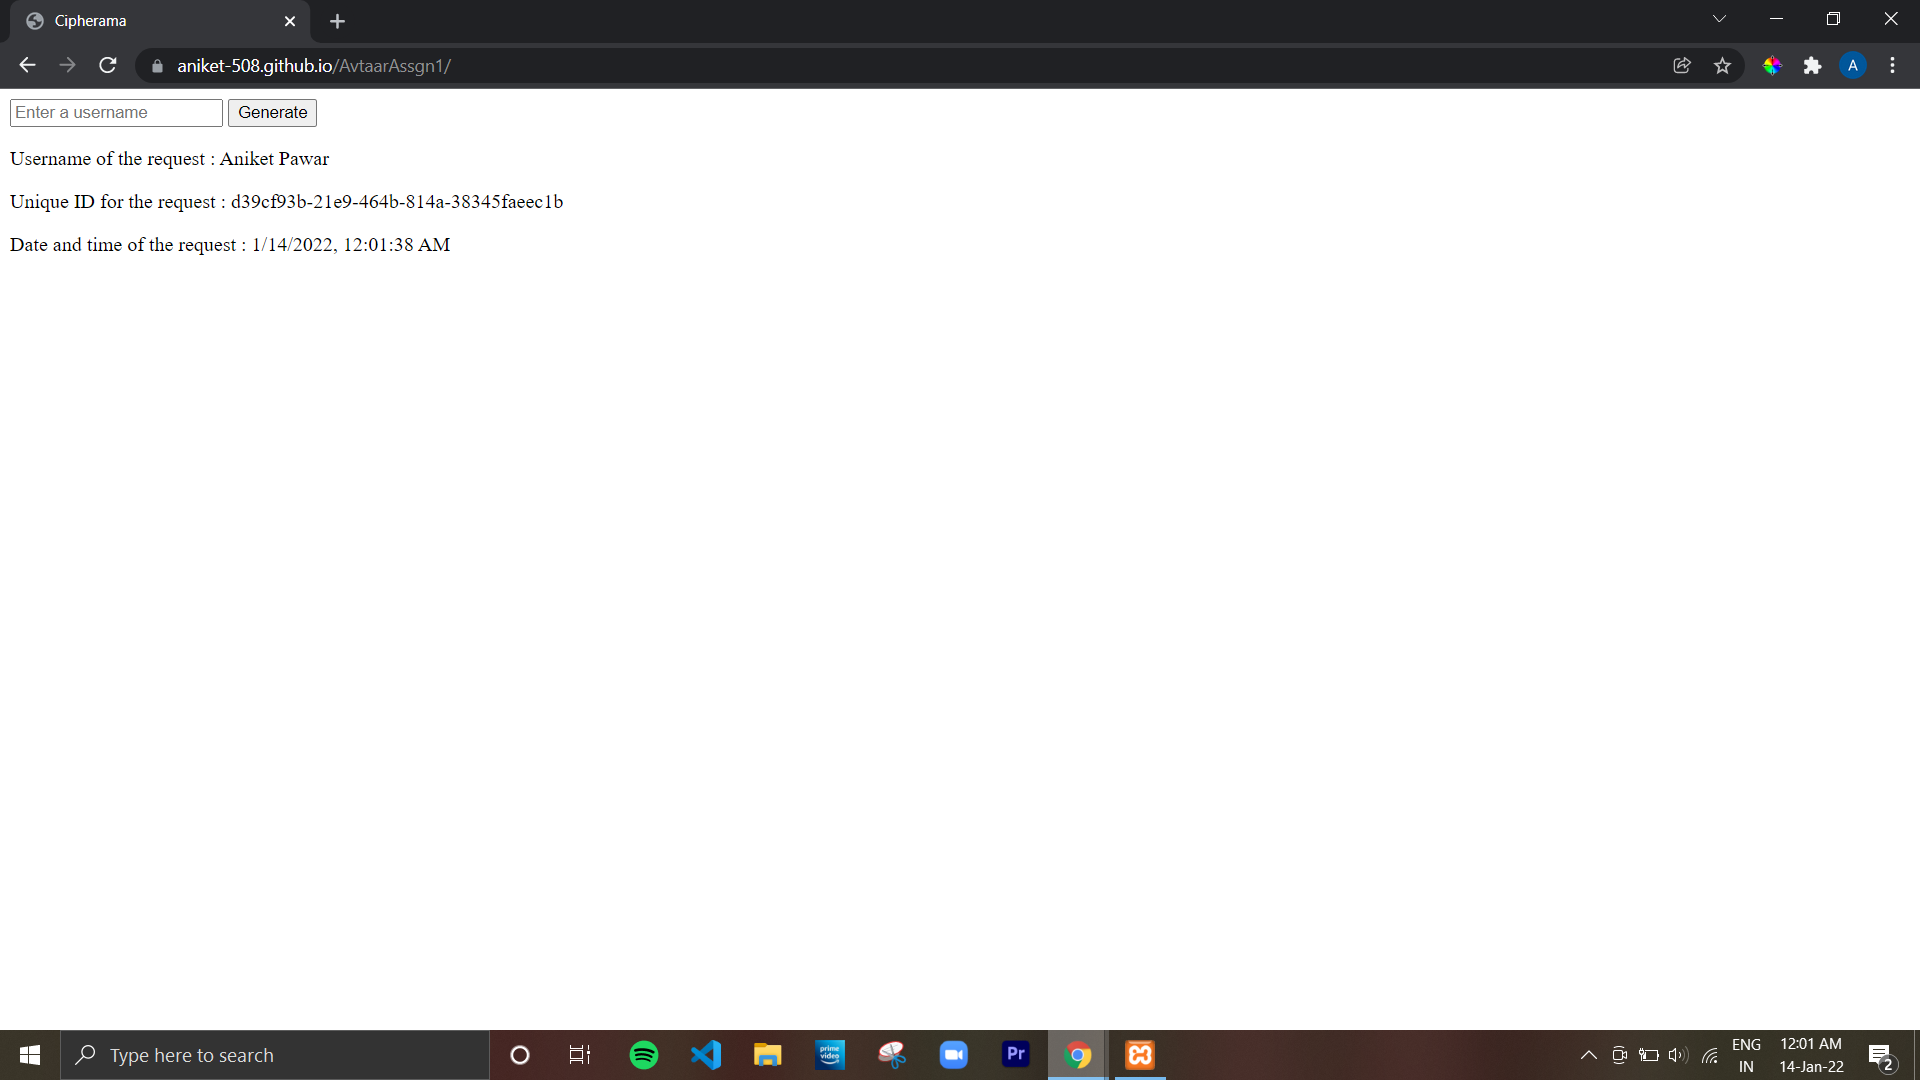 Cipherama
aniket-508.github.io/AvtaarAssgn1/
A
Enter a username Generate
Username of the request : Aniket Pawar
Unique ID for the request : d39cf93b-21e9-464b-814a-38345faeec1b
Date and time of the request : 1/14/2022, 12:01:38 AM
Type here to search
prime video
Pr
ENG
IN
12:01 AM
14-Jan-22
2